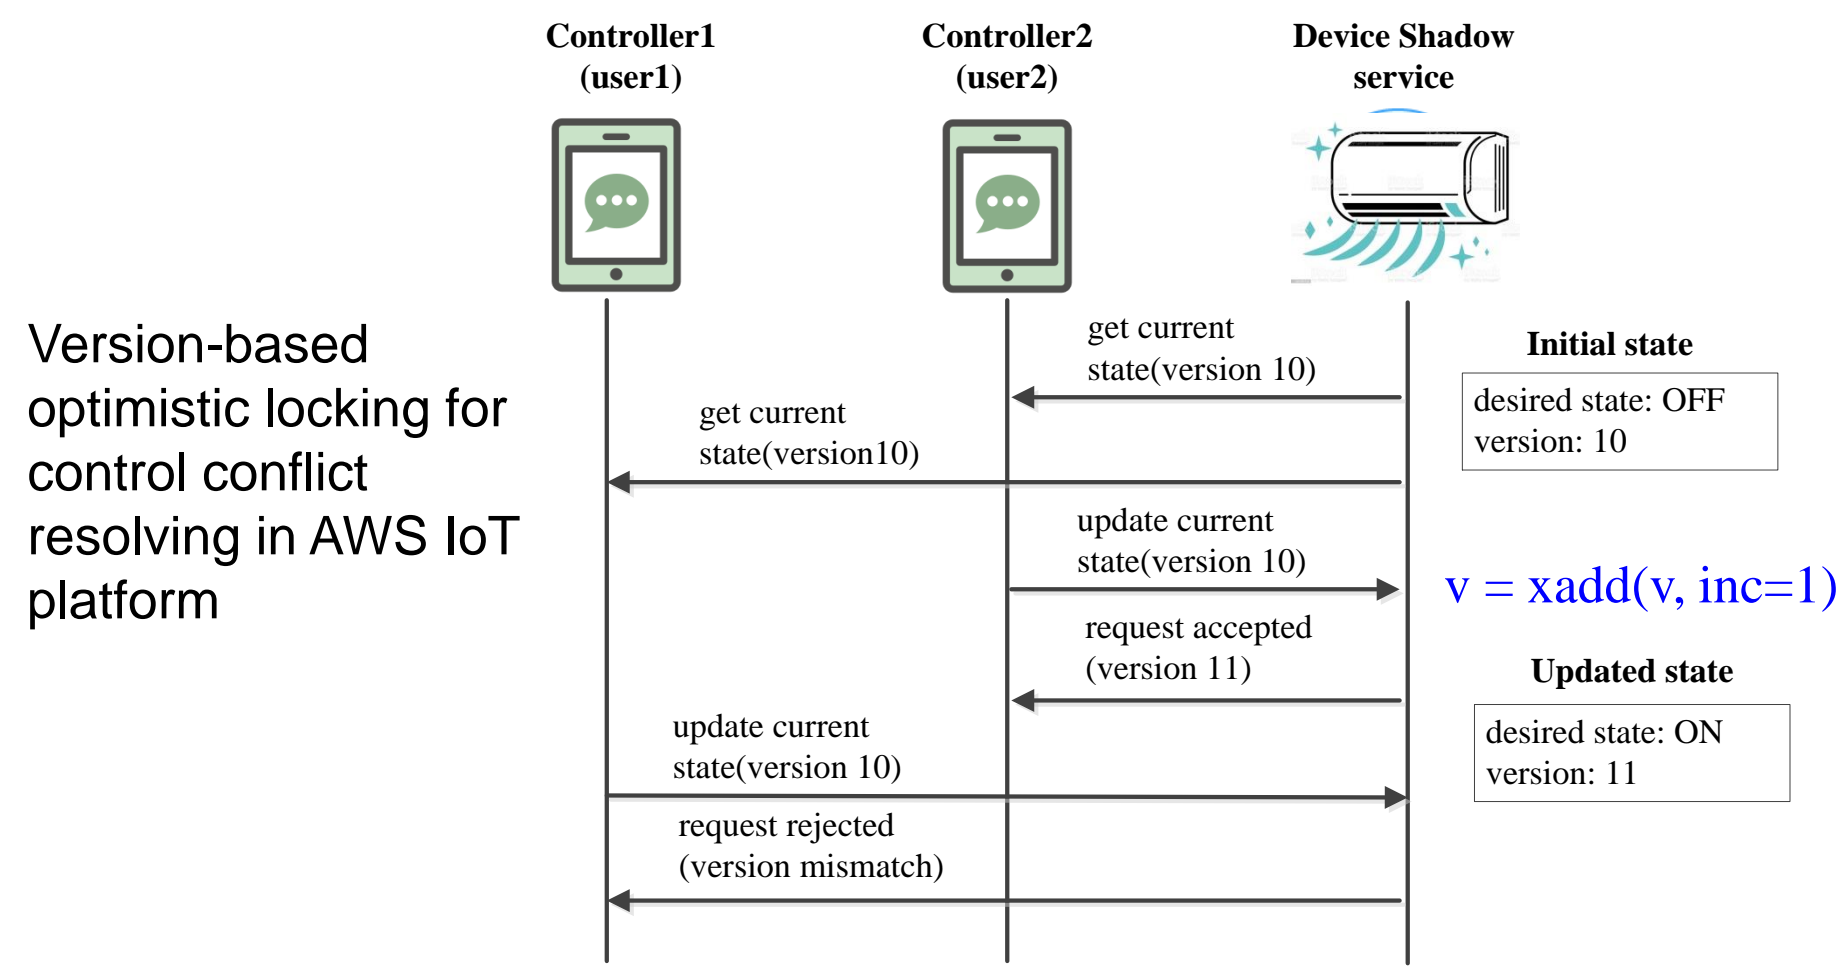 Controller1
(user1)
Controller2
(user2)
Device Shadow
service
Version-based
optimistic locking for
control conflict
resolving in AWS IoT
platform
get current
state(version 10)
Initial state
desired state: OFF
version: 10
get current
state(version10)
update current
state(version 10)
v = xadd(v, inc=1)
request accepted
(version 11)
Updated state
desired state: ON
version: 11
update current
state(version 10)
request rejected
(version mismatch)